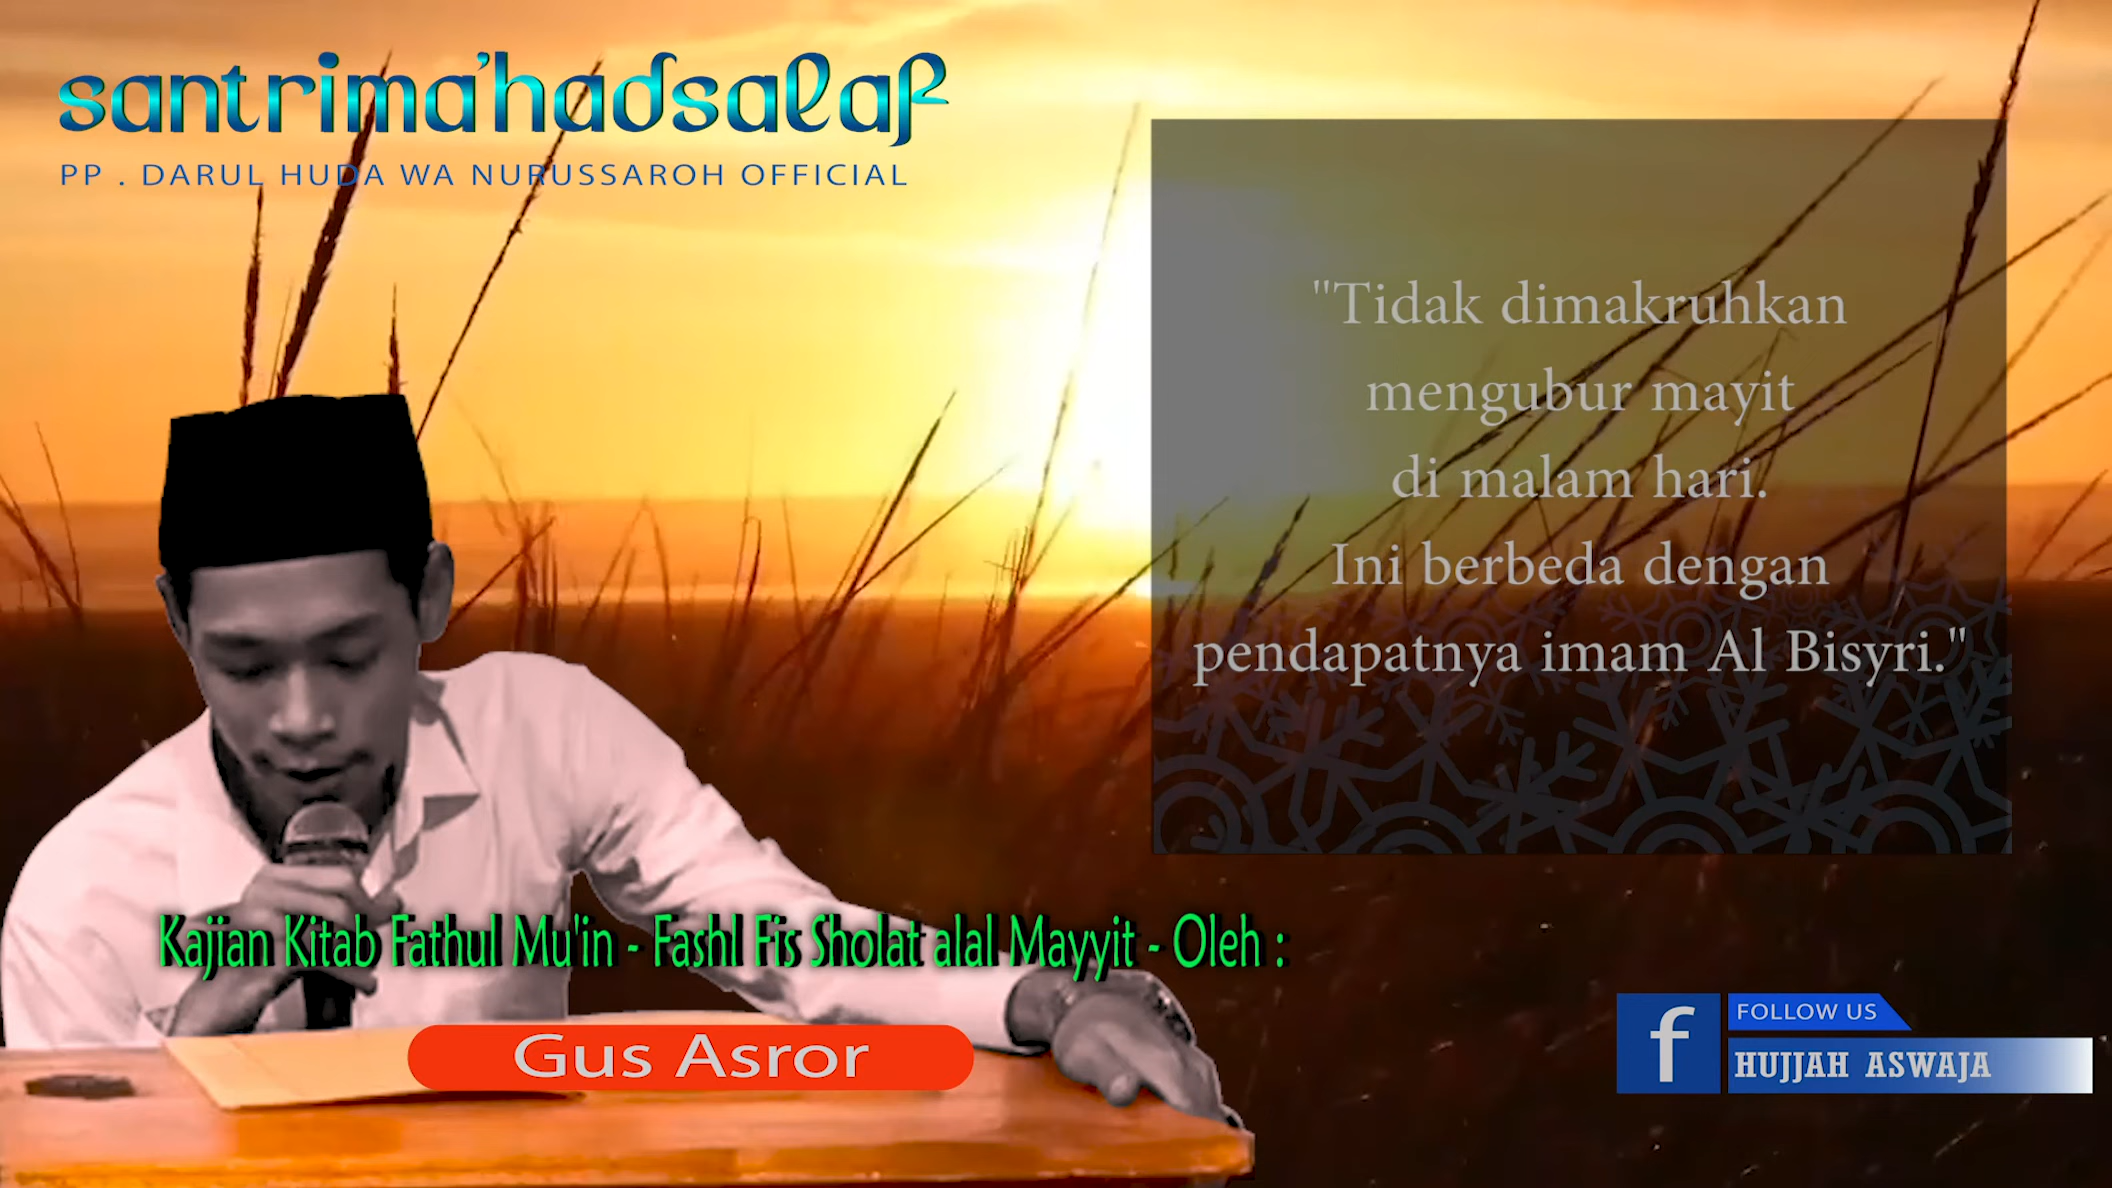 santrima'hadsalaf
PP . DARUL HUDA WA NURUSSAROH OFFICIAL
"Tidak dimakruhkan
mengubur mayit
di malam hari.
Ini berbeda dengan
pendapatnya imam Al Bisyri."
Kajian Kitab Fathul Mu'in - Fashl Fis Sholat alal Mayyit - Oleh :
Gus Asror
f
FOLLOW US
HUJJAH ASWAJA